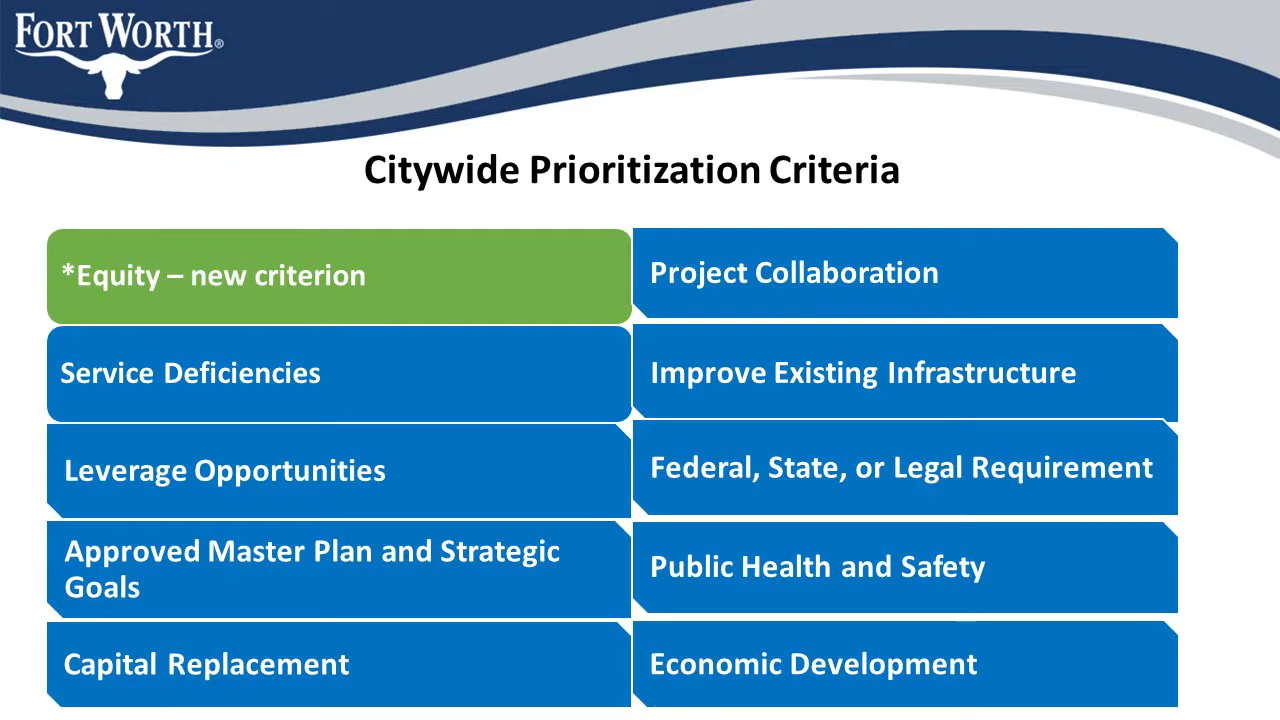 FORT WORTH®
Citywide Prioritization Criteria
*Equity – new criterion
Service Deficiencies
Leverage Opportunities
Approved Master Plan and Strategic
Goals
Capital Replacement
Project Collaboration
Improve Existing Infrastructure
Federal, State, or Legal Requirement
Public Health and Safety
Economic Development